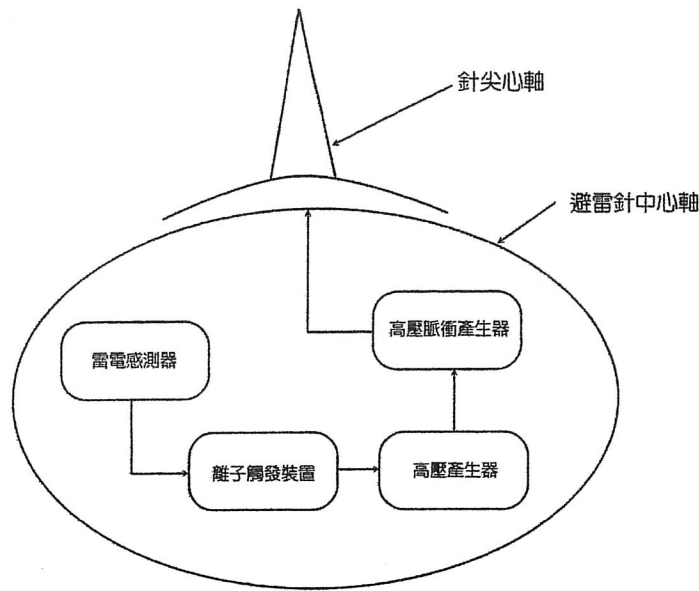 針尖心軸
避雷針中心軸
高壓脈衝產生器
雷電感測器
離子觸發裝置
高壓產生器